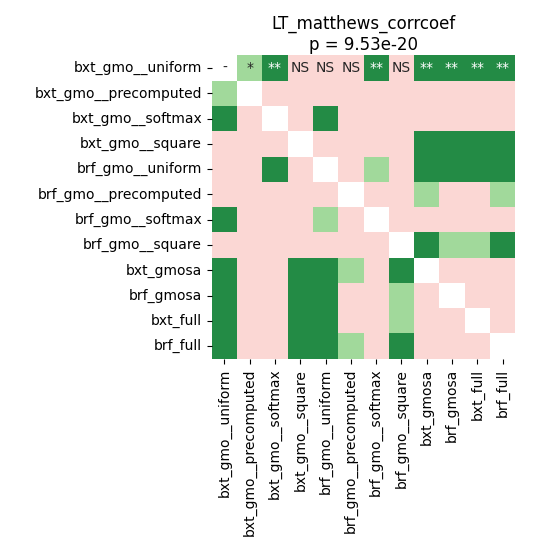 LT_matthews_corrcoef
p = 9.53e-20
bxt_gmo__uniform - * ** NS NS NS ** NS ** ** ** **
bxt_gmo__precomputed
bxt_gmo__softmax
bxt_gmo__square
brf_gmo__uniform
brf_gmo__precomputed
brf_gmo__softmax
brf_gmo__square
bxt_gmosa
brf_gmosa
bxt_full
brf_full
bxt_gmo__uniform
bxt_gmo__precomputed
bxt_gmo__softmax
bxt_gmo__square
brf_gmo__uniform
brf_gmo__precomputed
brf_gmo__softmax
brf_gmo__square
bxt_gmosa
brf_gmosa
bxt_full
brf_full